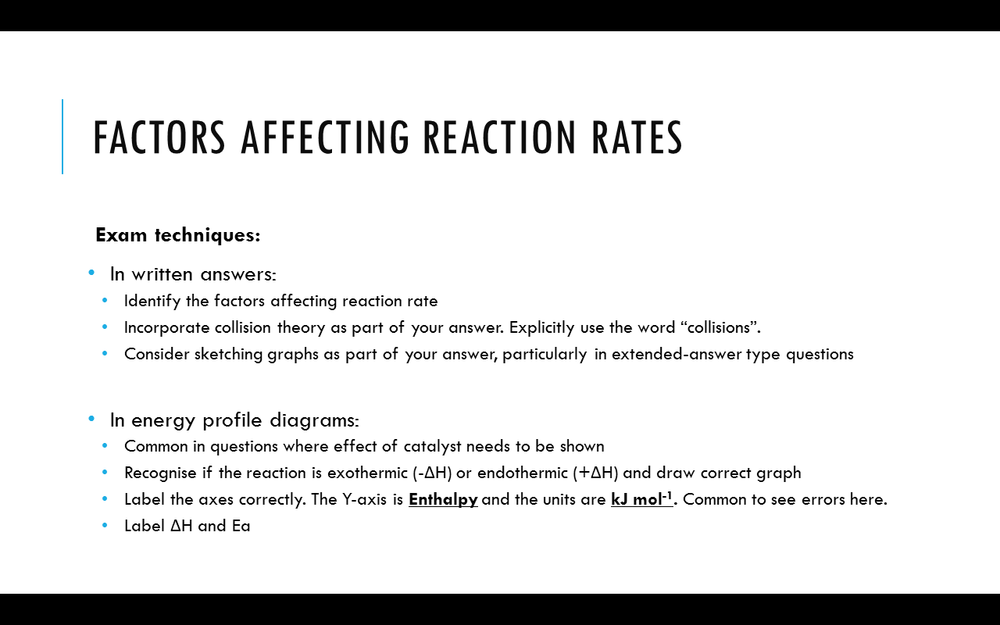 FACTORS AFFECTING REACTION RATES
Exam techniques:
• In written answers:
• Identify the factors affecting reaction rate
• Incorporate collision theory as part of your answer. Explicitly use the word “collisions”.
• Consider sketching graphs as part of your answer, particularly in extended-answer type questions
• In energy profile diagrams:
• Common in questions where effect of catalyst needs to be shown
• Recognise if the reaction is exothermic (-ΔH) or endothermic (+ΔH) and draw correct graph
• Label the axes correctly. The Y-axis is Enthalpy and the units are kJ mol⁻¹. Common to see errors here.
• Label ΔH and Ea